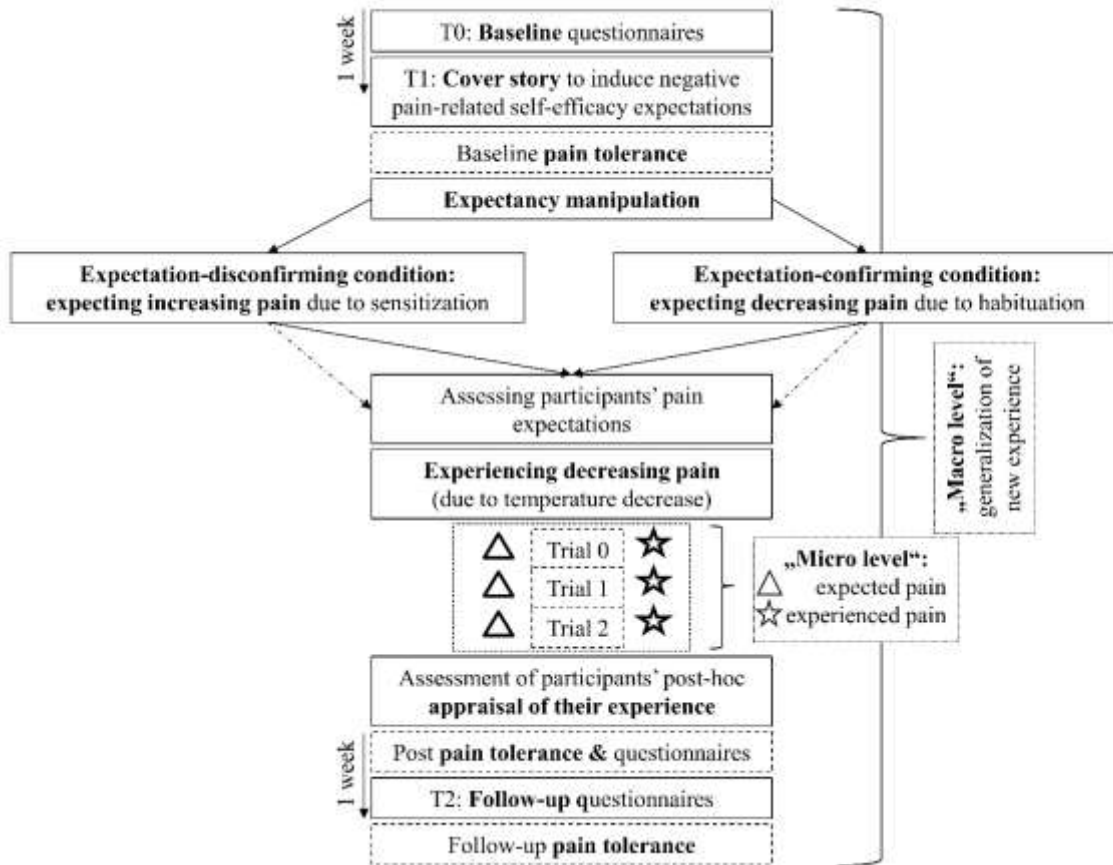 1 week
T0: Baseline questionnaires
T1: Cover story to induce negative
pain-related self-efficacy expectations
Baseline pain tolerance
Expectancy manipulation
Expectation-disconfirming condition:
expecting increasing pain due to sensitization
Expectation-confirming condition:
expecting decreasing pain due to habituation
Assessing participants' pain
expectations
Experiencing decreasing pain
(due to temperature decrease)
Trial 0
Trial 1
Trial 2
„Micro level“:
expected pain
experienced pain
„Macro level“:
generalization of
new experience
Assessment of participants' post-hoc
appraisal of their experience
1 week
Post pain tolerance & questionnaires
T2: Follow-up questionnaires
Follow-up pain tolerance